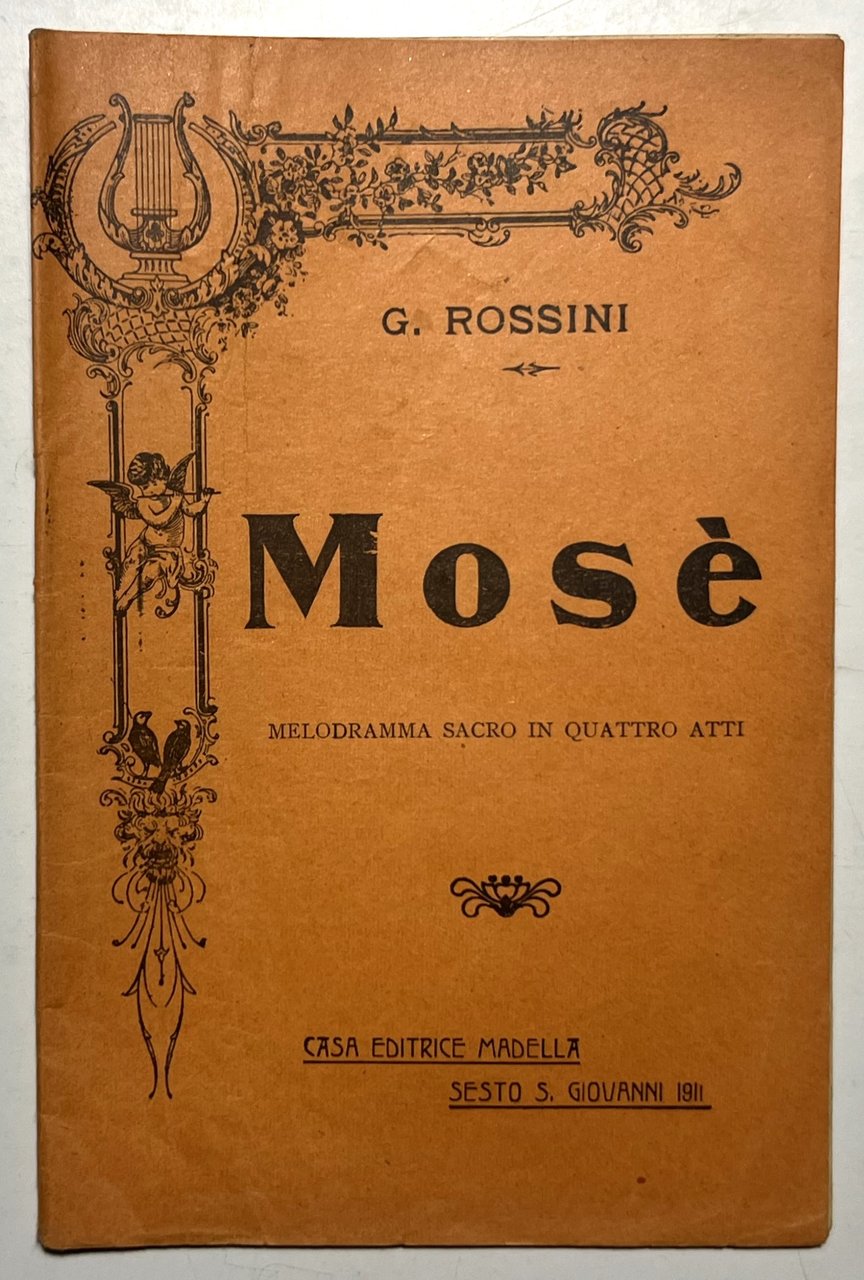 G. ROSSINI
Mosè
MELODRAMMA SACRO IN QUATTRO ATTI
CASA EDITRICE MADELLA
SESTO S. GIOVANNI 1911